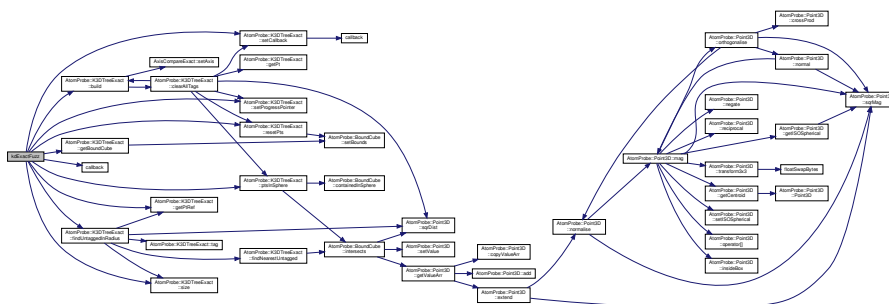 kdExactFuzz
AtomProbe::K3DTreeExact
::build
AtomProbe::K3DTreeExact
::getBoundCube
callback
AtomProbe::K3DTreeExact
::findUntaggedInRadius
AxisCompareExact::setAxis
AtomProbe::K3DTreeExact
::clearAllTags
AtomProbe::K3DTreeExact
::getPtRef
AtomProbe::K3DTreeExact::tag
AtomProbe::K3DTreeExact
::size
AtomProbe::K3DTreeExact
::setCallback
AtomProbe::K3DTreeExact
::getPt
AtomProbe::K3DTreeExact
::setProgressPointer
AtomProbe::K3DTreeExact
::resetPts
AtomProbe::K3DTreeExact
::ptsInSphere
AtomProbe::K3DTreeExact
::findNearestUntagged
callback
AtomProbe::BoundCube
::setBounds
AtomProbe::BoundCube
::containedInSphere
AtomProbe::BoundCube
::intersects
AtomProbe::Point3D
::sqrDist
AtomProbe::Point3D
::setValue
AtomProbe::Point3D
::getValueArr
AtomProbe::Point3D
::copyValueArr
AtomProbe::Point3D::add
AtomProbe::Point3D
::extend
AtomProbe::Point3D
::normalise
AtomProbe::Point3D::mag
AtomProbe::Point3D
::orthogonalise
AtomProbe::Point3D
::negate
AtomProbe::Point3D
::reciprocal
AtomProbe::Point3D
::transform3x3
AtomProbe::Point3D
::getCentroid
AtomProbe::Point3D
::setISOSpherical
AtomProbe::Point3D
::operator[]
AtomProbe::Point3D
::insideBox
AtomProbe::Point3D
::crossProd
AtomProbe::Point3D
::normal
AtomProbe::Point3D
::getISOSpherical
floatSwapBytes
AtomProbe::Point3D
::Point3D
AtomProbe::Point3D
::sqrMag